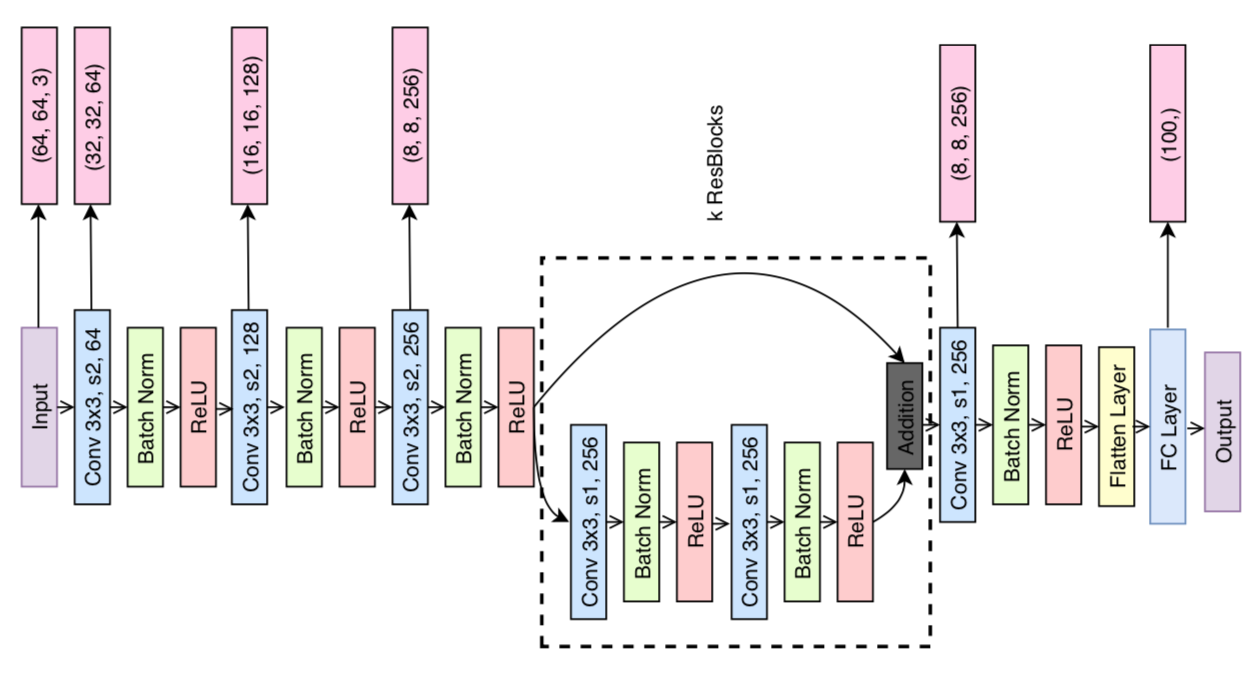 (64, 64, 3)
(32, 32, 64)
(16, 16, 128)
(8, 8, 256)
k ResBlocks
(8, 8, 256)
(100,)
Input
Conv 3x3, s2, 64
Batch Norm
ReLU
Conv 3x3, s2, 128
Batch Norm
ReLU
Conv 3x3, s2, 256
Batch Norm
ReLU
Conv 3x3, s1, 256
Batch Norm
ReLU
Conv 3x3, s1, 256
Batch Norm
ReLU
Addition
Conv 3x3, s1, 256
Batch Norm
ReLU
Flatten Layer
FC Layer
Output